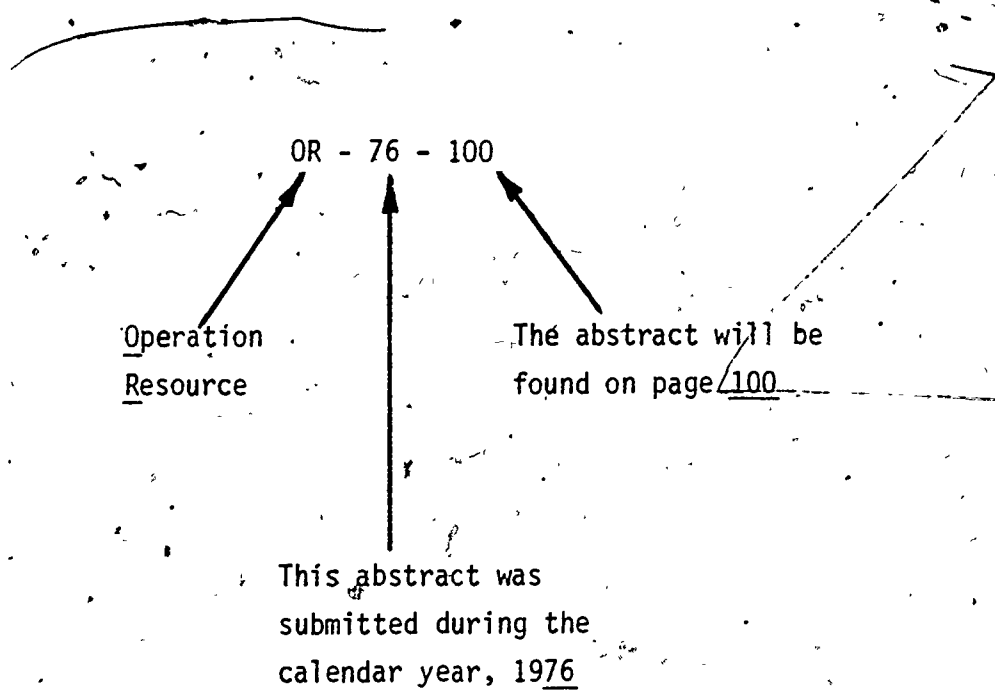 OR - 76 - 100
Operation
Resource
The abstract will be
found on page 100
This abstract was
submitted during the
calendar year, 1976